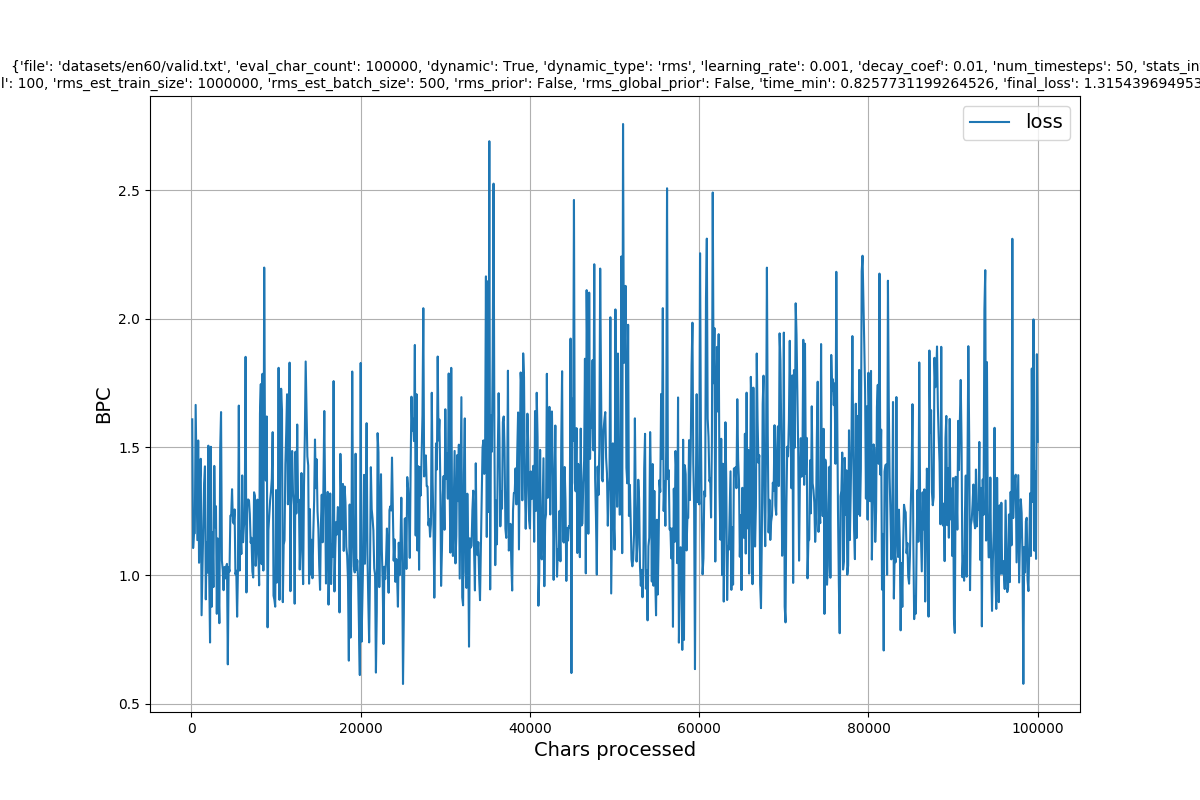 {'file': 'datasets/en60/valid.txt', 'eval_char_count': 100000, 'dynamic': True, 'dynamic_type': 'rms', 'learning_rate': 0.001, 'decay_coef': 0.01, 'num_timesteps': 50, 'stats_in
l': 100, 'rms_est_train_size': 1000000, 'rms_est_batch_size': 500, 'rms_prior': False, 'rms_global_prior': False, 'time_min': 0.8257731199264526, 'final_loss': 1.315439694953
loss
2.5
2.0
1.5
1.0
0.5
BPC
0 20000 40000 60000 80000 100000
Chars processed